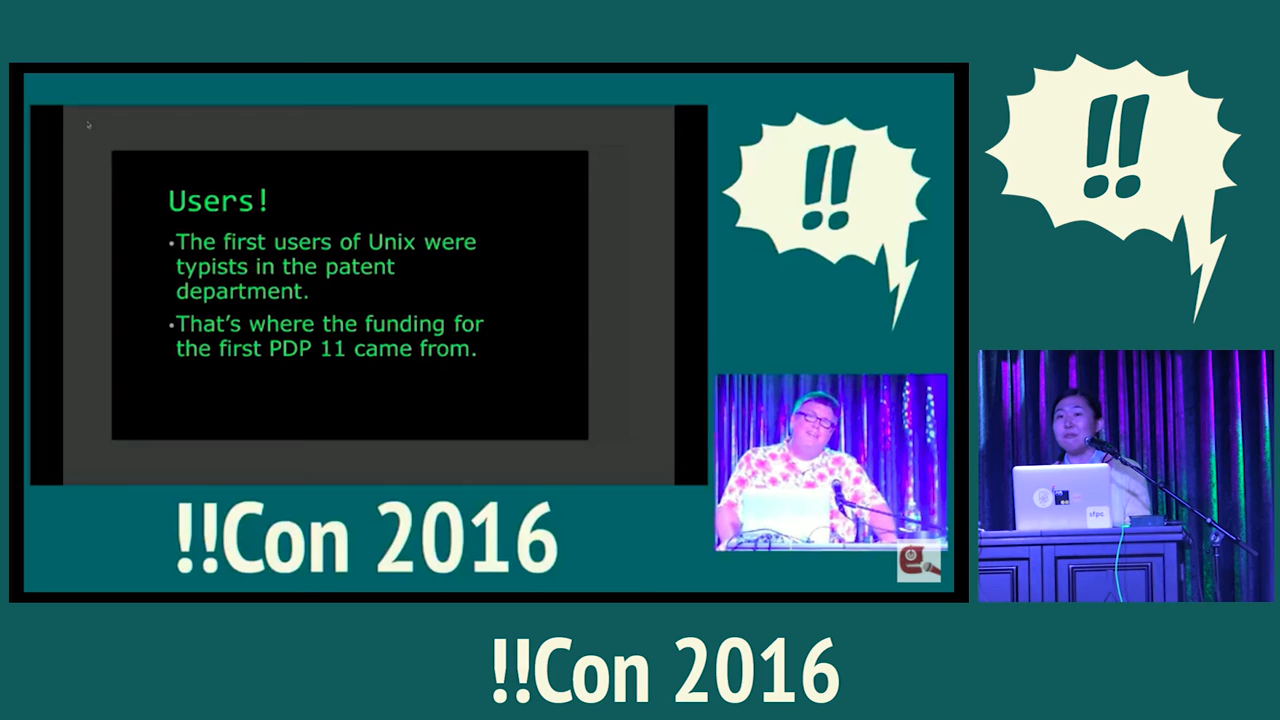 Users!
•The first users of Unix were
typists in the patent
department.
•That's where the funding for
the first PDP 11 came from.
!!
!!
sfpc
!!Con 2016
!!Con 2016